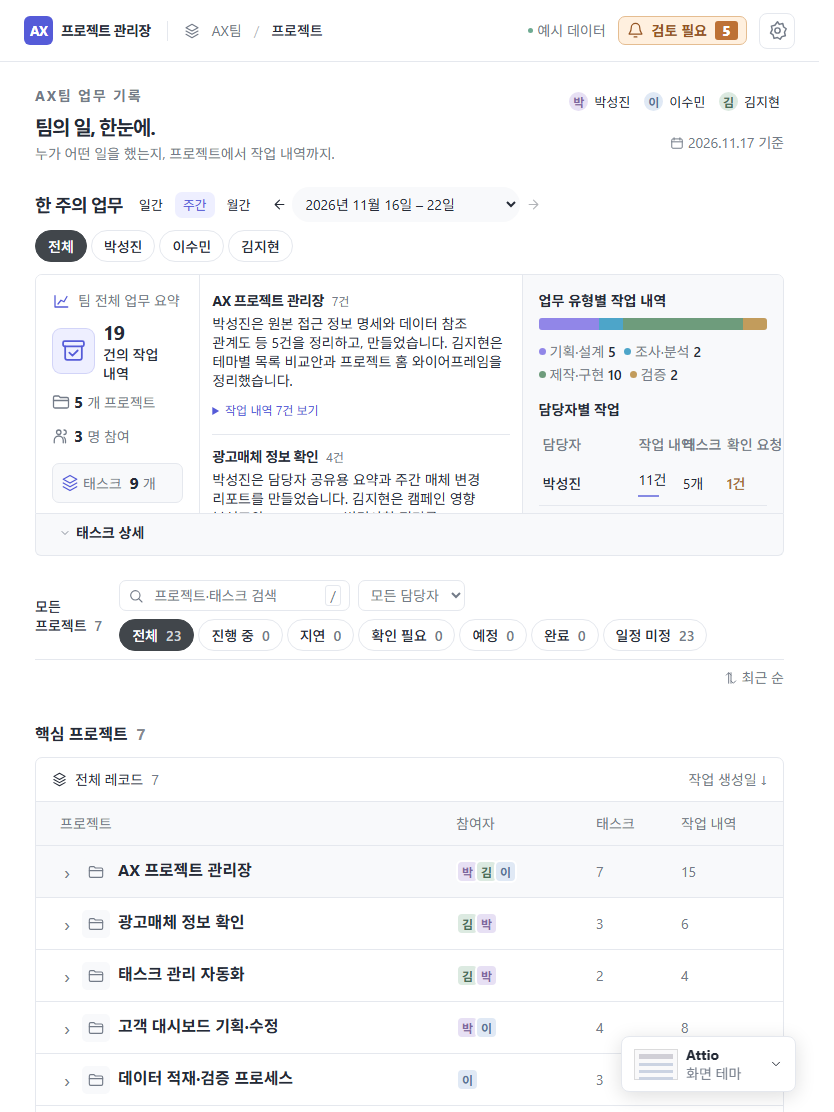 AX 프로젝트 관리장 AX팀 / 프로젝트 예시 데이터 검토 필요 5
AX팀 업무 기록
박 박성진 이 이수민 김 김지현
팀의 일, 한눈에.
누가 어떤 일을 했는지, 프로젝트에서 작업 내역까지.
2026.11.17 기준
한 주의 업무 일간 주간 월간 ← 2026년 11월 16일 – 22일 →
전체 박성진 이수민 김지현
팀 전체 업무 요약
19
건의 작업
내역
5 개 프로젝트
3 명 참여
태스크 9 개
AX 프로젝트 관리장 7건
박성진은 원본 접근 정보 명세와 데이터 참조
관계도 등 5건을 정리하고, 만들었습니다. 김지현은
테마별 목록 비교안과 프로젝트 홈 와이어프레임을
정리했습니다.
▶ 작업 내역 7건 보기
광고매체 정보 확인 4건
박성진은 담당자 공유용 요약과 주간 매체 변경
리포트를 만들었습니다. 김지현은 캠페인 영향
업무 유형별 작업 내역
기획·설계 5 조사·분석 2
제작·구현 10 검증 2
담당자별 작업
담당자 작업 내역 태스크 확인 요청
박성진 11건 5개 1건
태스크 상세
모든
프로젝트 7
프로젝트·태스크 검색 / 모든 담당자
전체 23 진행 중 0 지연 0 확인 필요 0 예정 0 완료 0 일정 미정 23
최근 순
핵심 프로젝트 7
전체 레코드 7 작업 생성일 ↓
프로젝트 참여자 태스크 작업 내역
AX 프로젝트 관리장 박 김 이 7 15
광고매체 정보 확인 김 박 3 6
태스크 관리 자동화 김 박 2 4
고객 대시보드 기획·수정 박 이 4 8
데이터 적재·검증 프로세스 이 3
Attio
화면 테마